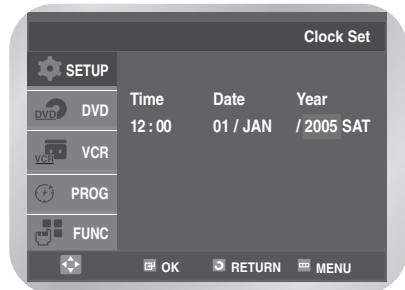 Clock Set
SETUP
DVD DVD
VCR VCR
PROG
FUNC
Time Date Year
12 : 00 01 / JAN / 2005 SAT
OK RETURN MENU